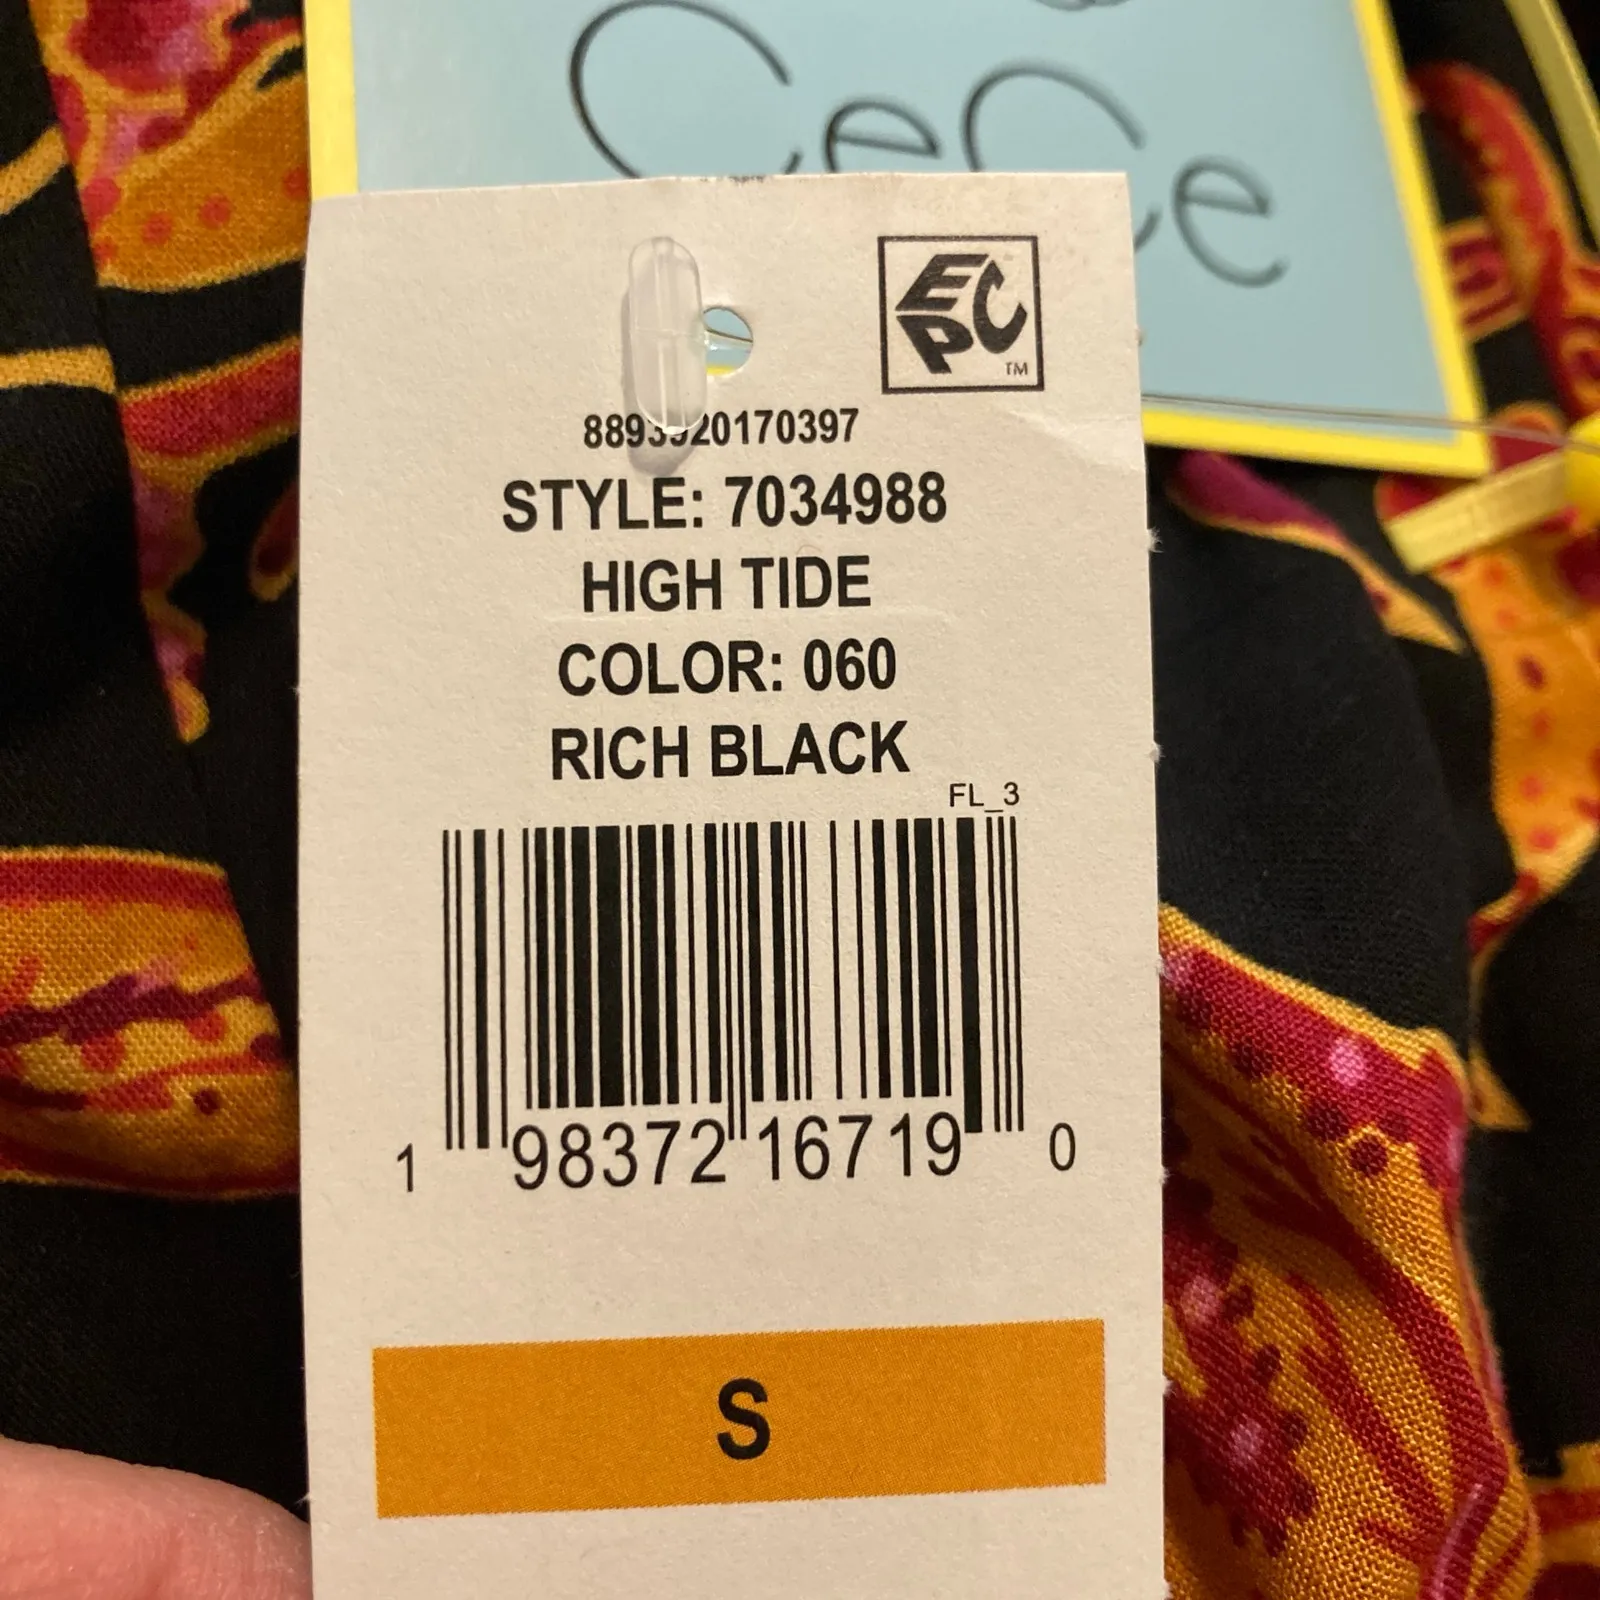 CeCe
EPC
TM
8893920170397
STYLE: 7034988
HIGH TIDE
COLOR: 060
RICH BLACK
FL_3
1 98372 16719 0
S